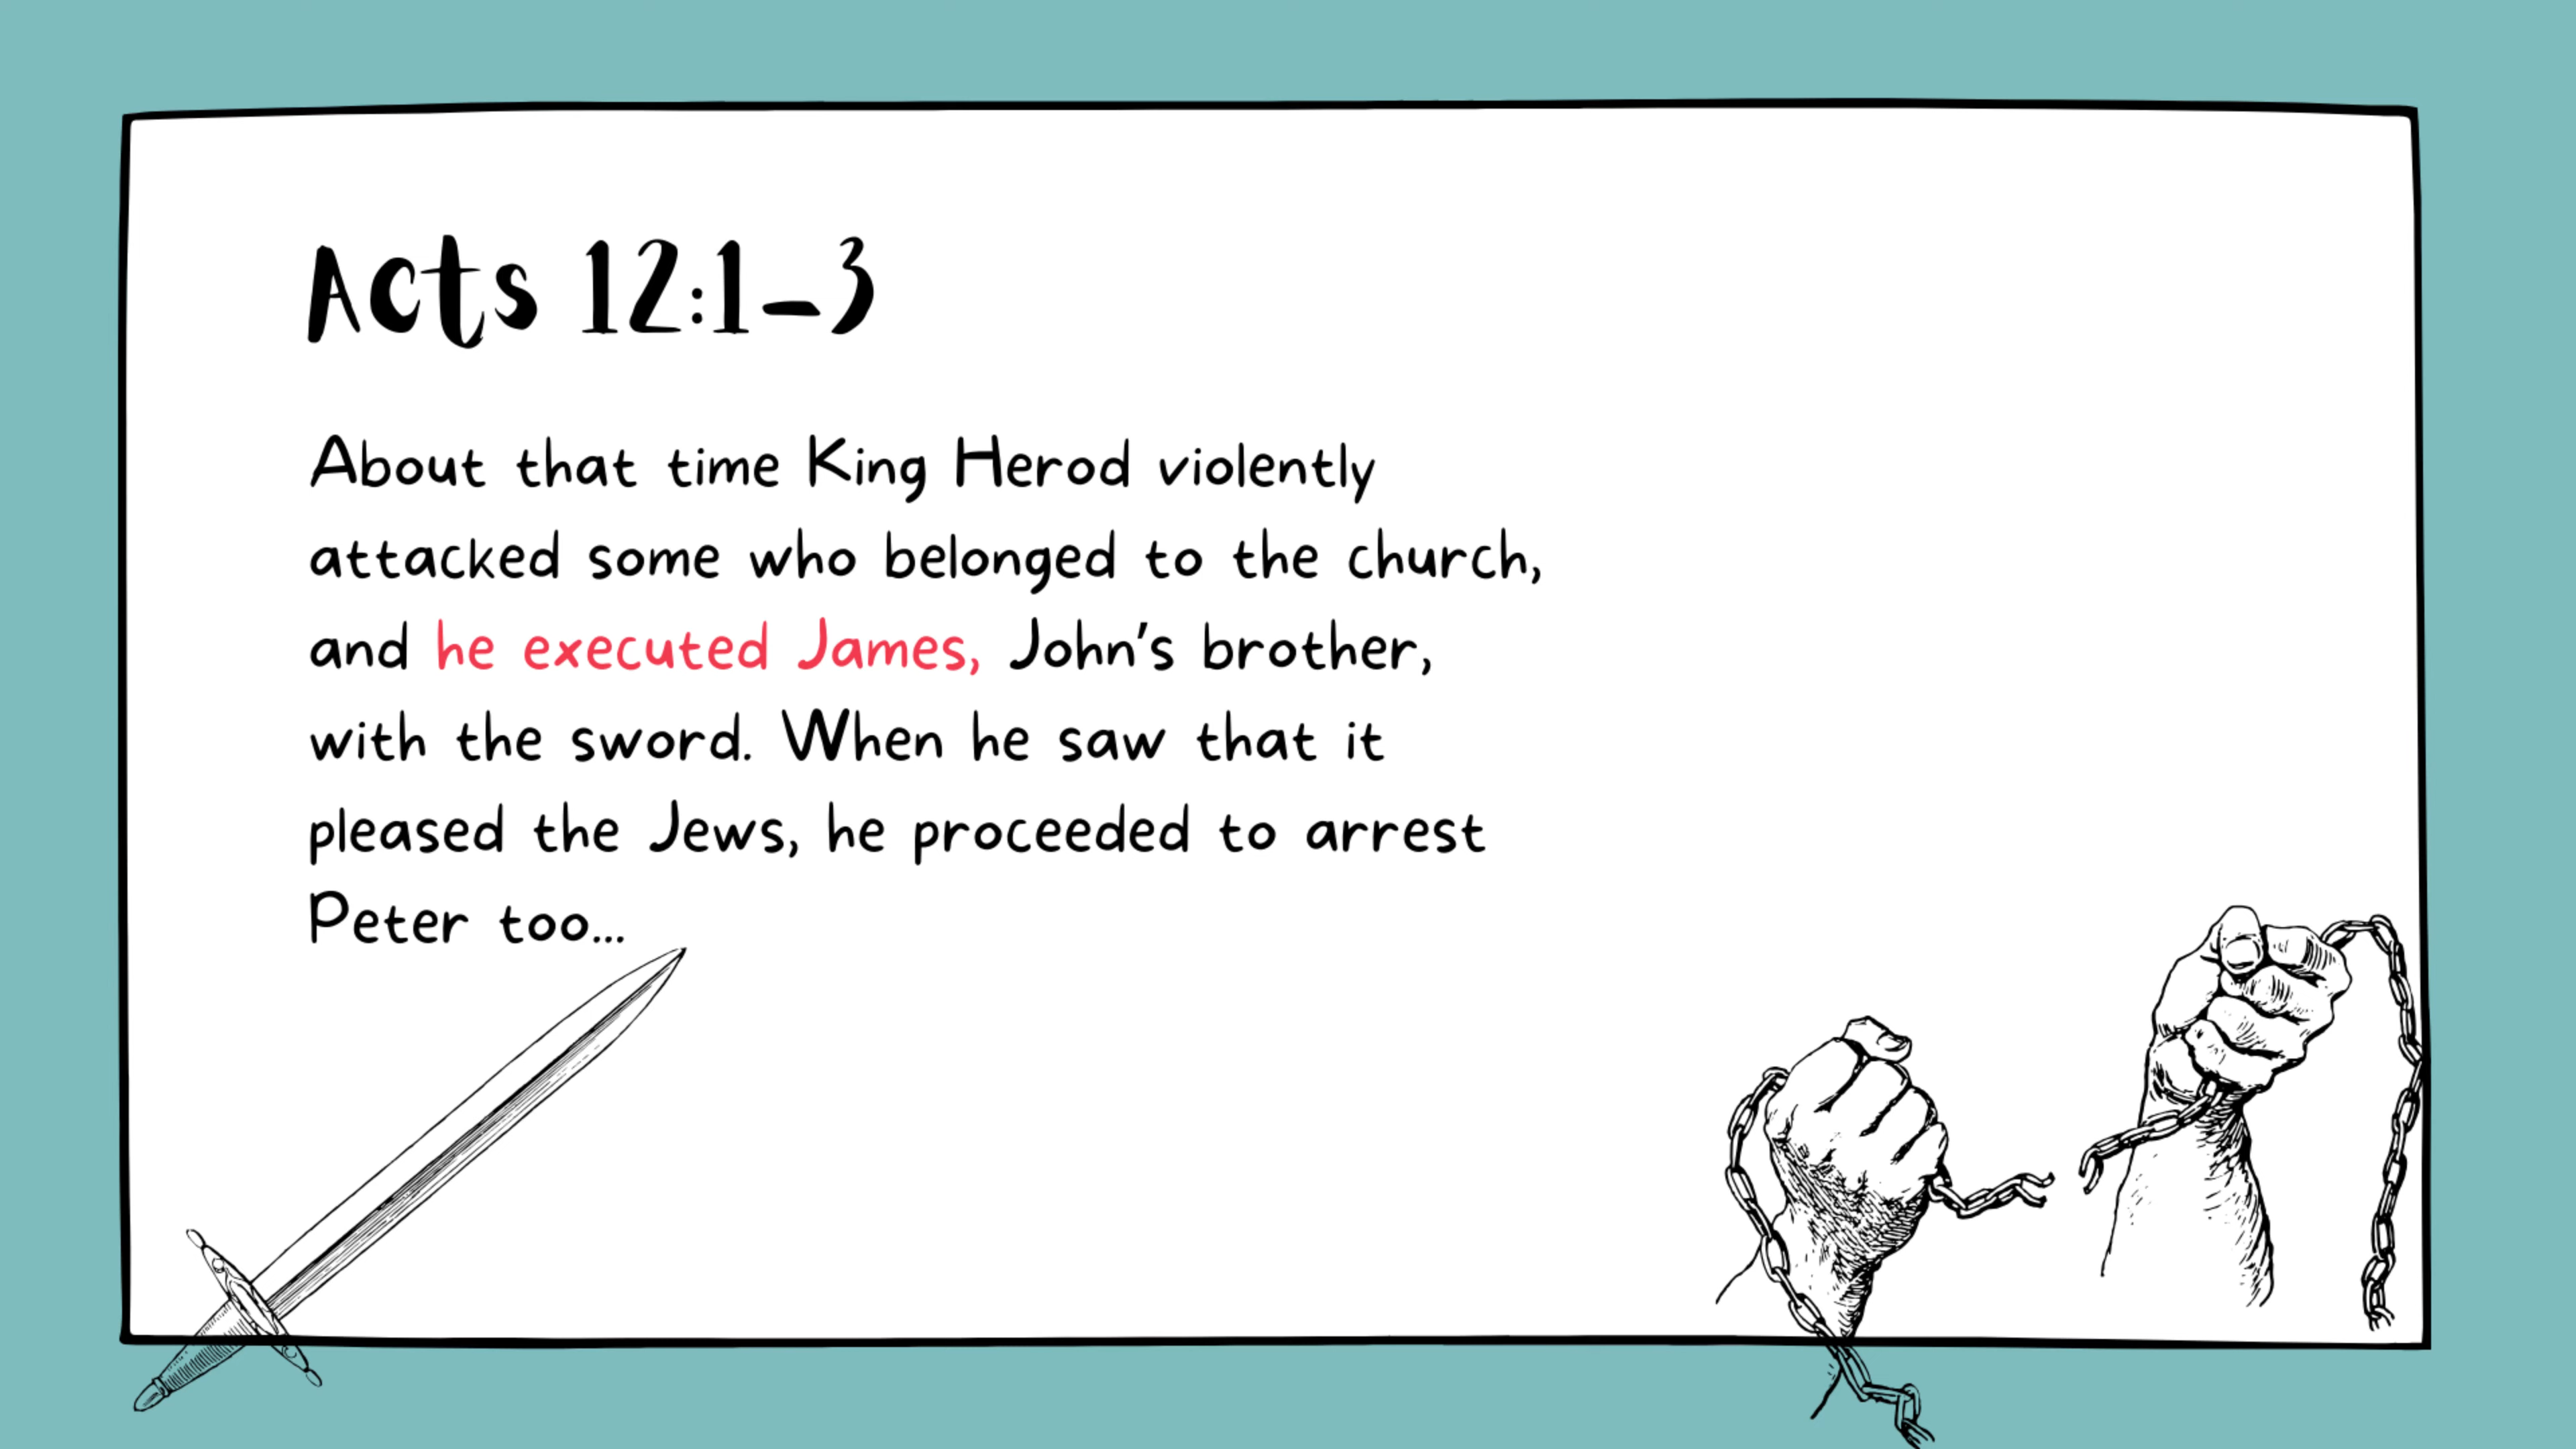 Acts 12:1-3
About that time King Herod violently
attacked some who belonged to the church,
and he executed James, John's brother,
with the sword. When he saw that it
pleased the Jews, he proceeded to arrest
Peter too...